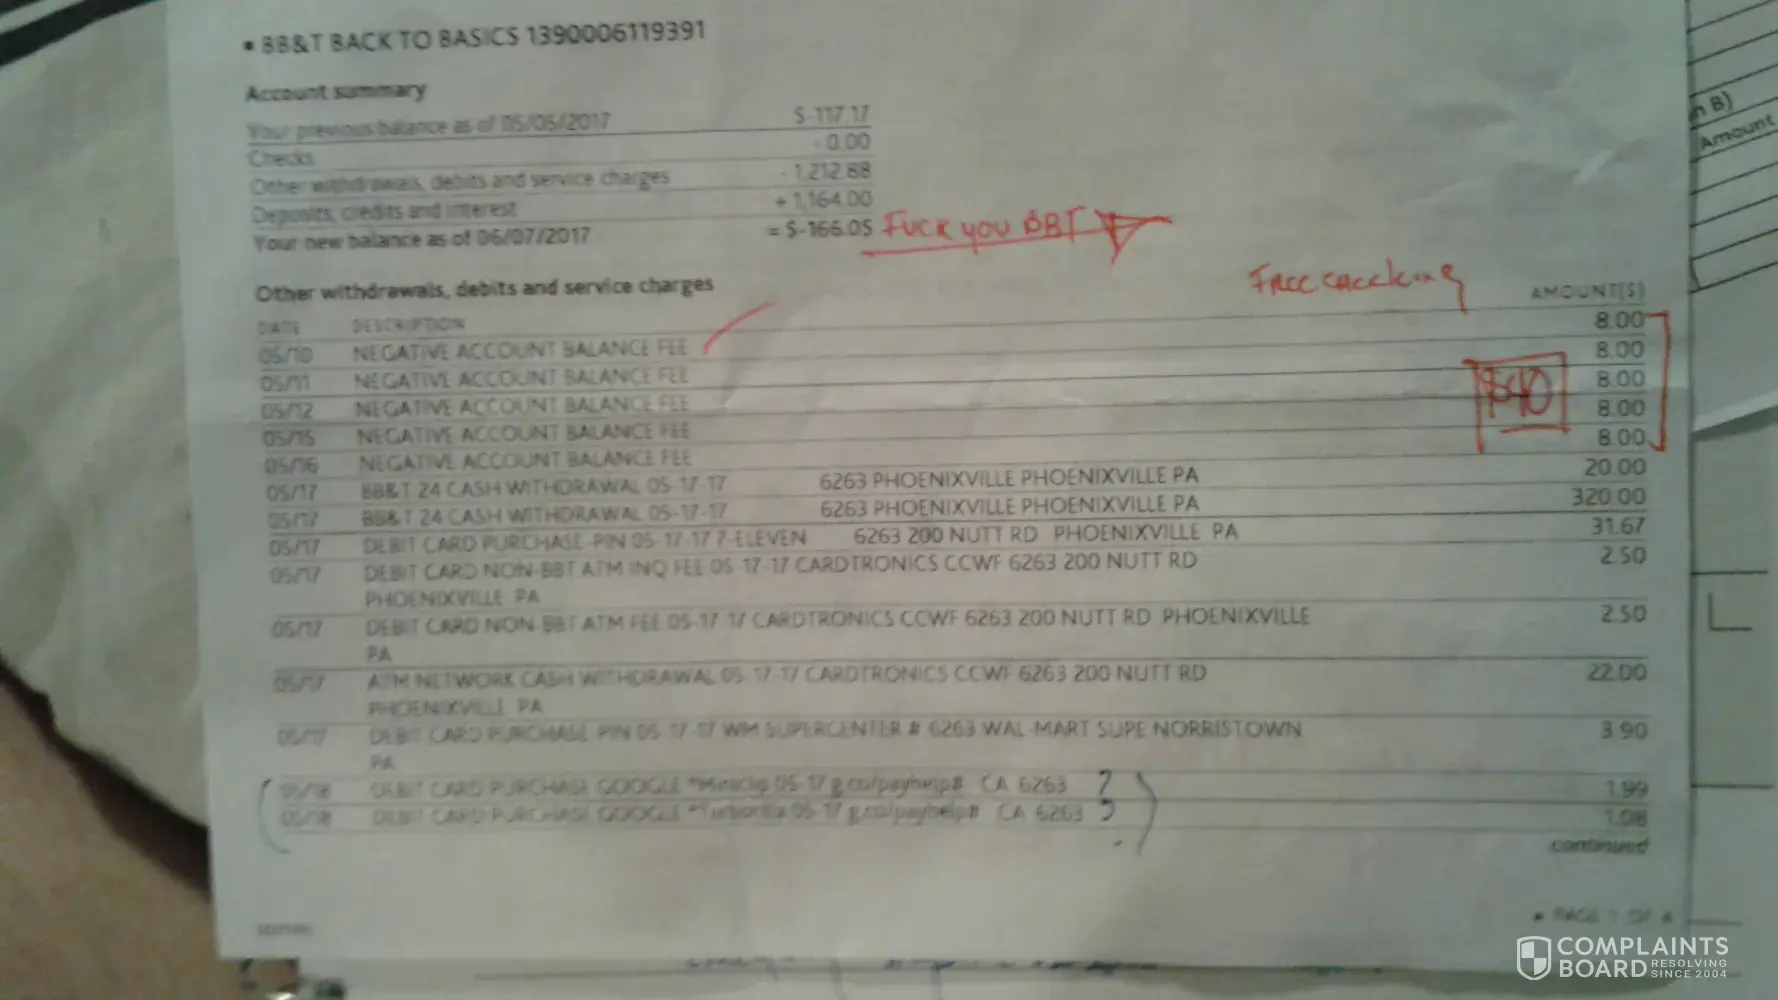 • BB&T BACK TO BASICS 1390006119391
Account summary
Your previous balance as of 05/05/2017 $-117.17
Checks - 0.00
Other withdrawals, debits and service charges - 1,212.88
Deposits, credits and interest + 1,164.00
Your new balance as of 06/07/2017 = $-166.05 FUCK YOU BBT
Other withdrawals, debits and service charges
Free checking
DATE DESCRIPTION AMOUNT($)
05/10 NEGATIVE ACCOUNT BALANCE FEE 8.00
05/11 NEGATIVE ACCOUNT BALANCE FEE 8.00
05/12 NEGATIVE ACCOUNT BALANCE FEE 8.00
05/15 NEGATIVE ACCOUNT BALANCE FEE 8.00
05/16 NEGATIVE ACCOUNT BALANCE FEE 8.00
$40
05/17 BB&T 24 CASH WITHDRAWAL 05-17-17 6263 PHOENIXVILLE PHOENIXVILLE PA 20.00
05/17 BB&T 24 CASH WITHDRAWAL 05-17-17 6263 PHOENIXVILLE PHOENIXVILLE PA 320.00
05/17 DEBIT CARD PURCHASE-PIN 05-17-17 7-ELEVEN 6263 200 NUTT RD PHOENIXVILLE PA 31.67
05/17 DEBIT CARD NON-BBT ATM INQ FEE 05-17-17 CARDTRONICS CCWF 6263 200 NUTT RD 2.50
PHOENIXVILLE PA
05/17 DEBIT CARD NON-BBT ATM FEE 05-17-17 CARDTRONICS CCWF 6263 200 NUTT RD PHOENIXVILLE 2.50
PA
05/17 ATM NETWORK CASH WITHDRAWAL 05-17-17 CARDTRONICS CCWF 6263 200 NUTT RD 22.00
PHOENIXVILLE PA
05/17 DEBIT CARD PURCHASE-PIN 05-17-17 WM SUPERCENTER # 6263 WAL-MART SUPE NORRISTOWN 3.90
PA
05/18 DEBIT CARD PURCHASE GOOGLE *Miniclip 05-17 g.co/payhelp# CA 6263 ? 1.99
05/18 DEBIT CARD PURCHASE GOOGLE 05-17 g.co/payhelp# CA 6263 ? 1.08
continued
• PAGE 1 OF 4
n B)
Amount
COMPLAINTS
BOARD RESOLVING
SINCE 2004